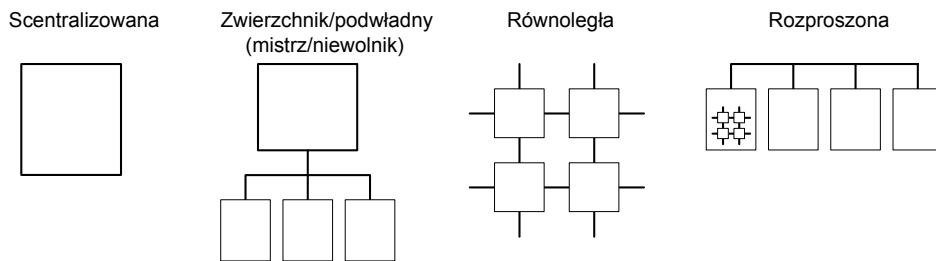 Scentralizowana
Zwierzchnik/podwładny
(mistrz/niewolnik)
Równoległa
Rozproszona